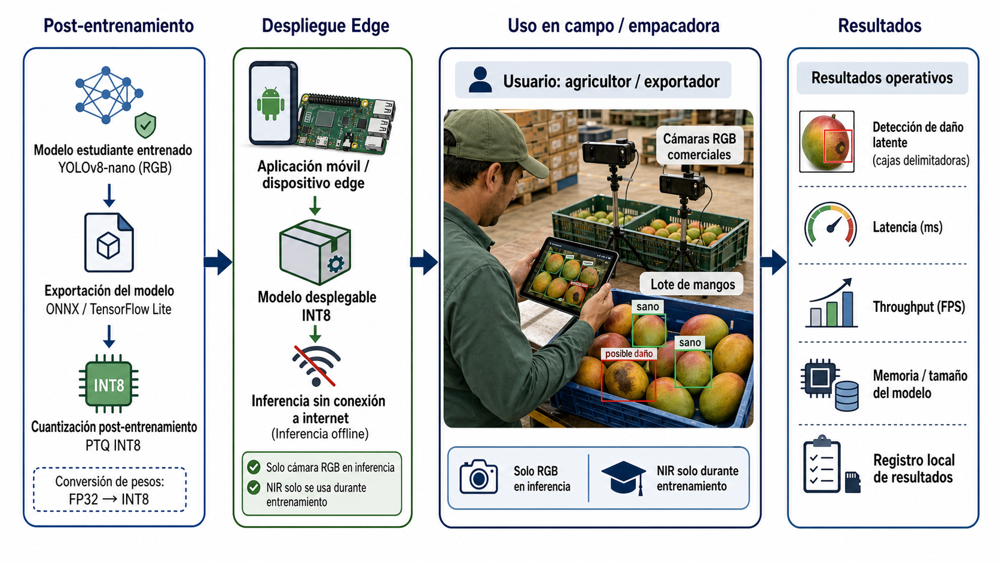 Post-entrenamiento
Modelo estudiante entrenado
YOLOv8-nano (RGB)
Exportación del modelo
ONNX / TensorFlow Lite
INT8
Cuantización post-entrenamiento
PTQ INT8
Conversión de pesos:
FP32 → INT8
Despliegue Edge
Aplicación móvil /
dispositivo edge
Modelo desplegable
INT8
Inferencia sin conexión
a internet
(Inferencia offline)
Solo cámara RGB en inferencia
NIR solo se usa durante
entrenamiento
Uso en campo / empacadora
Usuario: agricultor / exportador
Cámaras RGB
comerciales
Lote de mangos
sano
sano
posible daño
Solo RGB
en inferencia
NIR solo durante
entrenamiento
Resultados
Resultados operativos
Detección de daño
latente
(cajas delimitadoras)
Latencia (ms)
Throughput (FPS)
Memoria / tamaño
del modelo
Registro local
de resultados